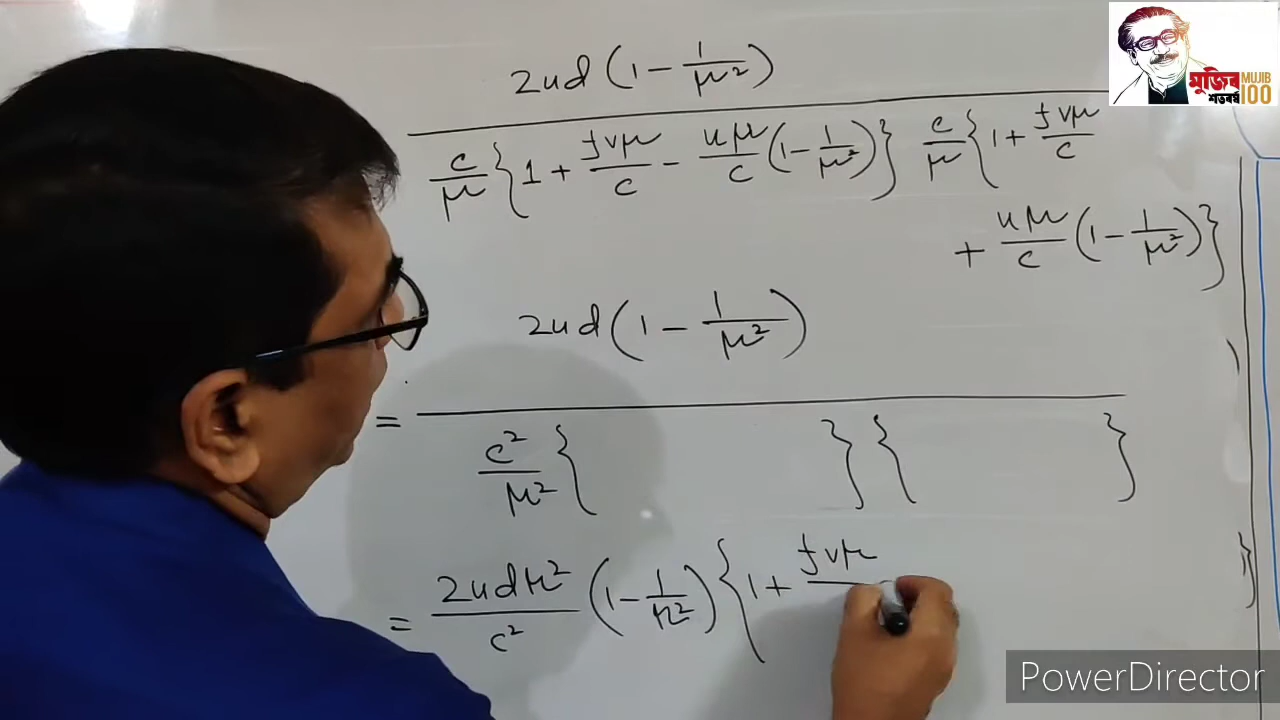 2ud(1 - 1/μ²)
c/μ {1 + fvμ/c - uμ/c (1 - 1/μ²)} c/μ {1 + fvμ/c
+ uμ/c (1 - 1/μ²)}
2ud(1 - 1/μ²)
=
c²/μ² { } { }
= 2udμ²/c² (1 - 1/μ²) {1 + fvμ
মুজিব
শতবর্ষ
MUJIB
100
PowerDirector